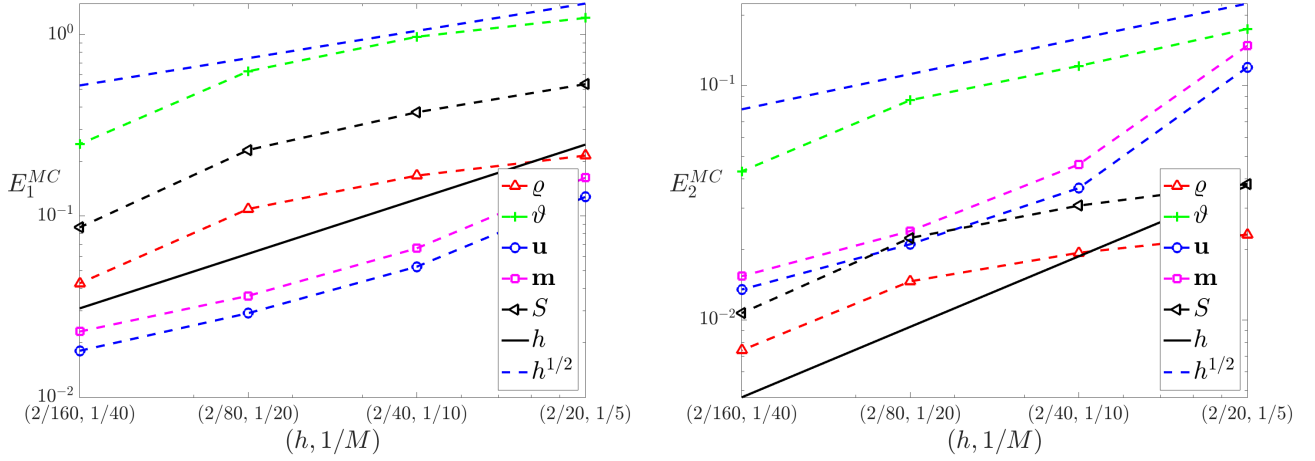 10^0
10^{-1}
10^{-2}
E_1^{MC}
ϱ
ϑ
u
m
S
h
h^{1/2}
(2/160, 1/40) (2/80, 1/20) (2/40, 1/10) (2/20, 1/5)
(h, 1/M)
10^{-1}
10^{-2}
E_2^{MC}
ϱ
ϑ
u
m
S
h
h^{1/2}
(2/160, 1/40) (2/80, 1/20) (2/40, 1/10) (2/20, 1/5)
(h, 1/M)